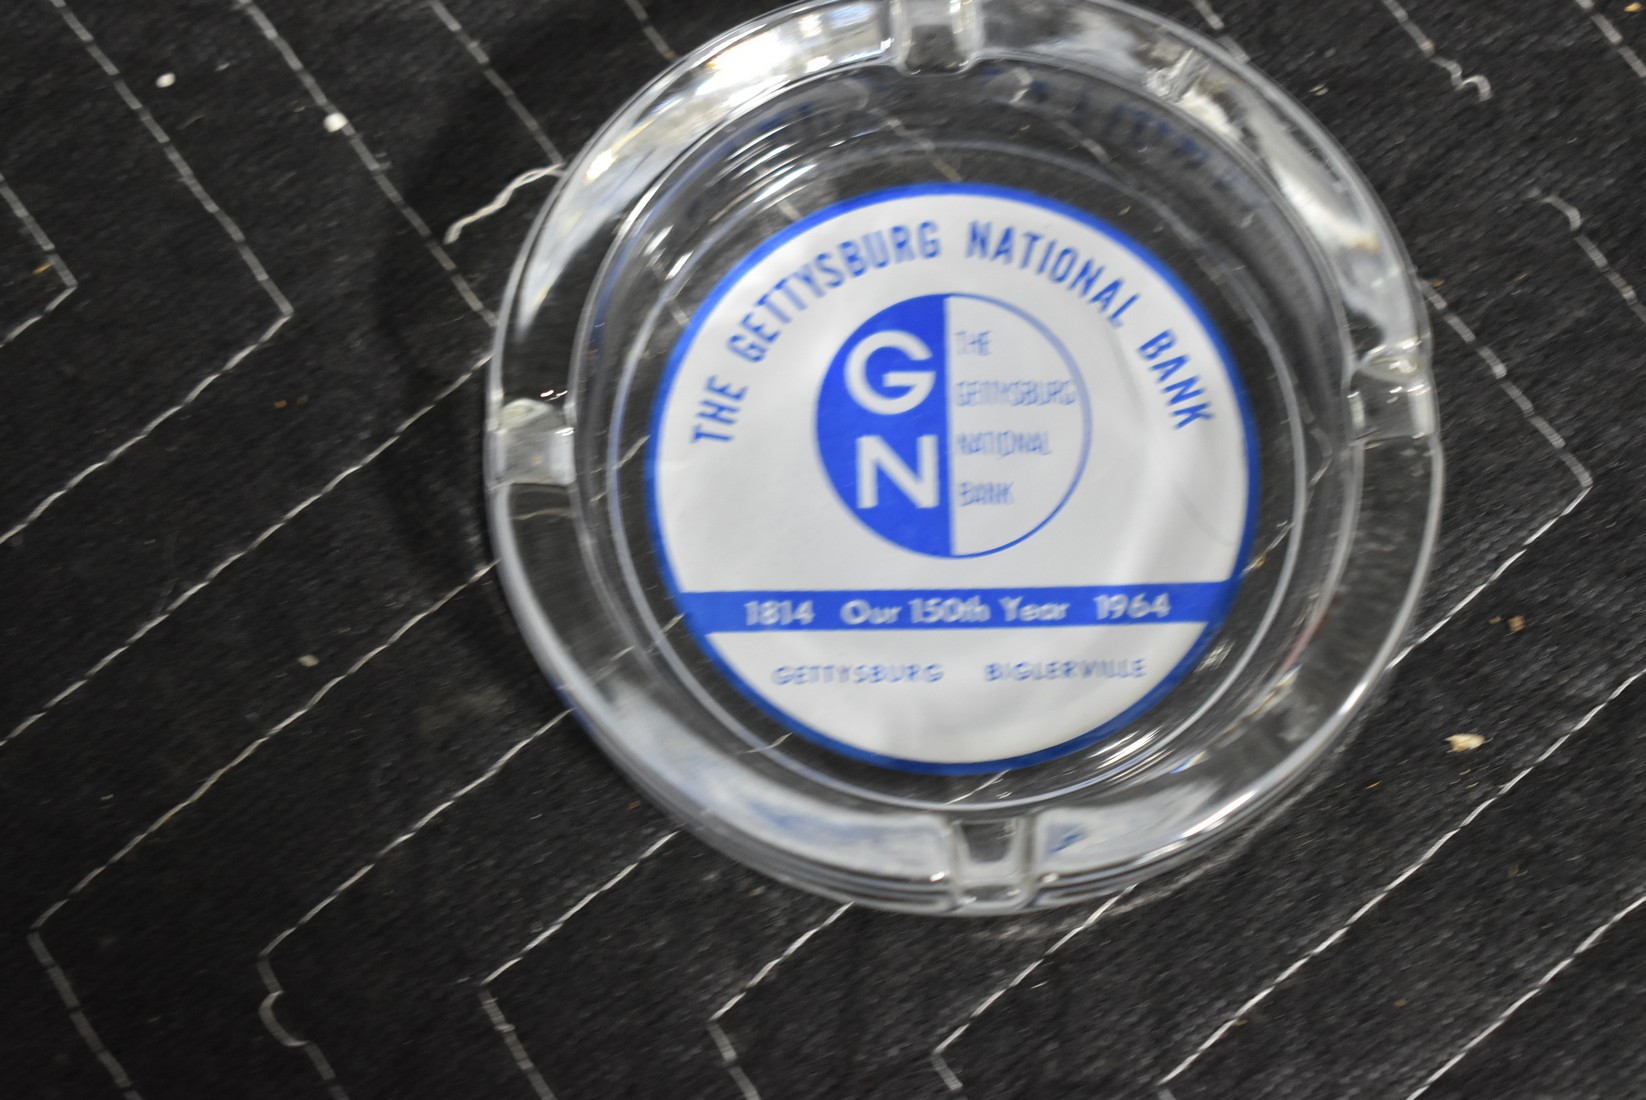 THE GETTYSBURG NATIONAL BANK
G
N
THE
GETTYSBURG
NATIONAL
BANK
1814 Our 150th Year 1964
GETTYSBURG BIGLERVILLE